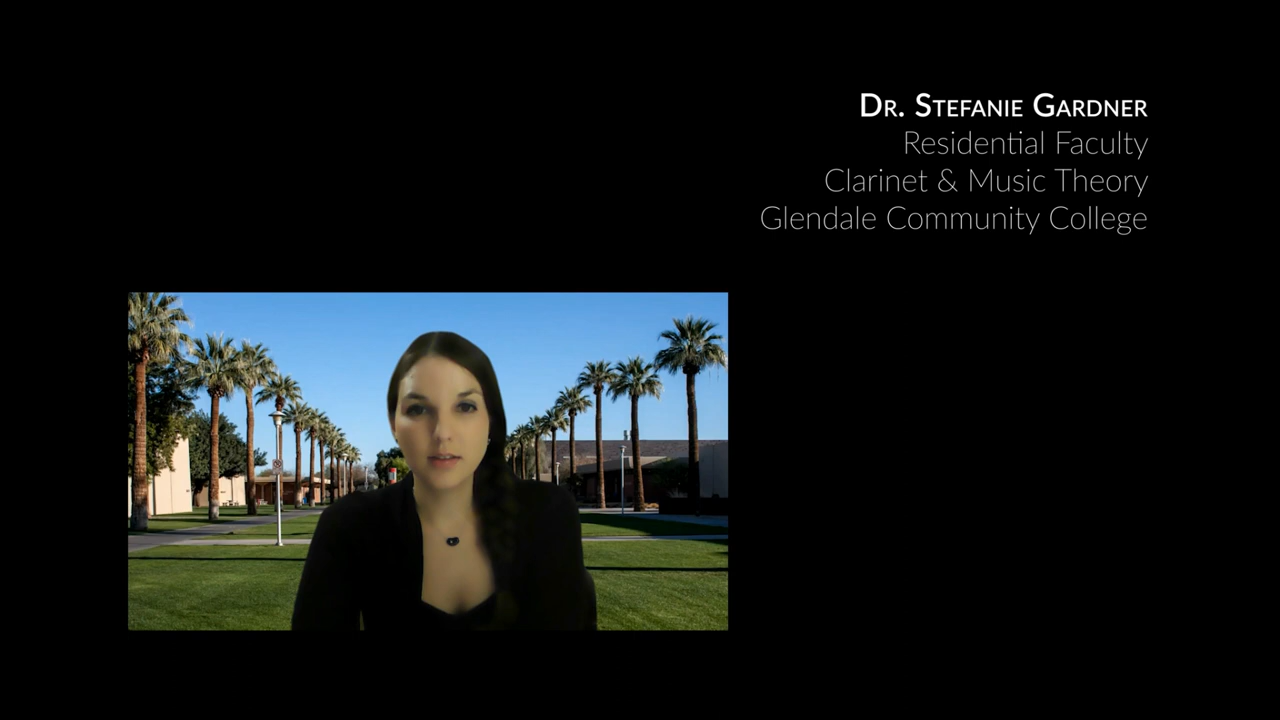 Dr. Stefanie Gardner
Residential Faculty
Clarinet & Music Theory
Glendale Community College